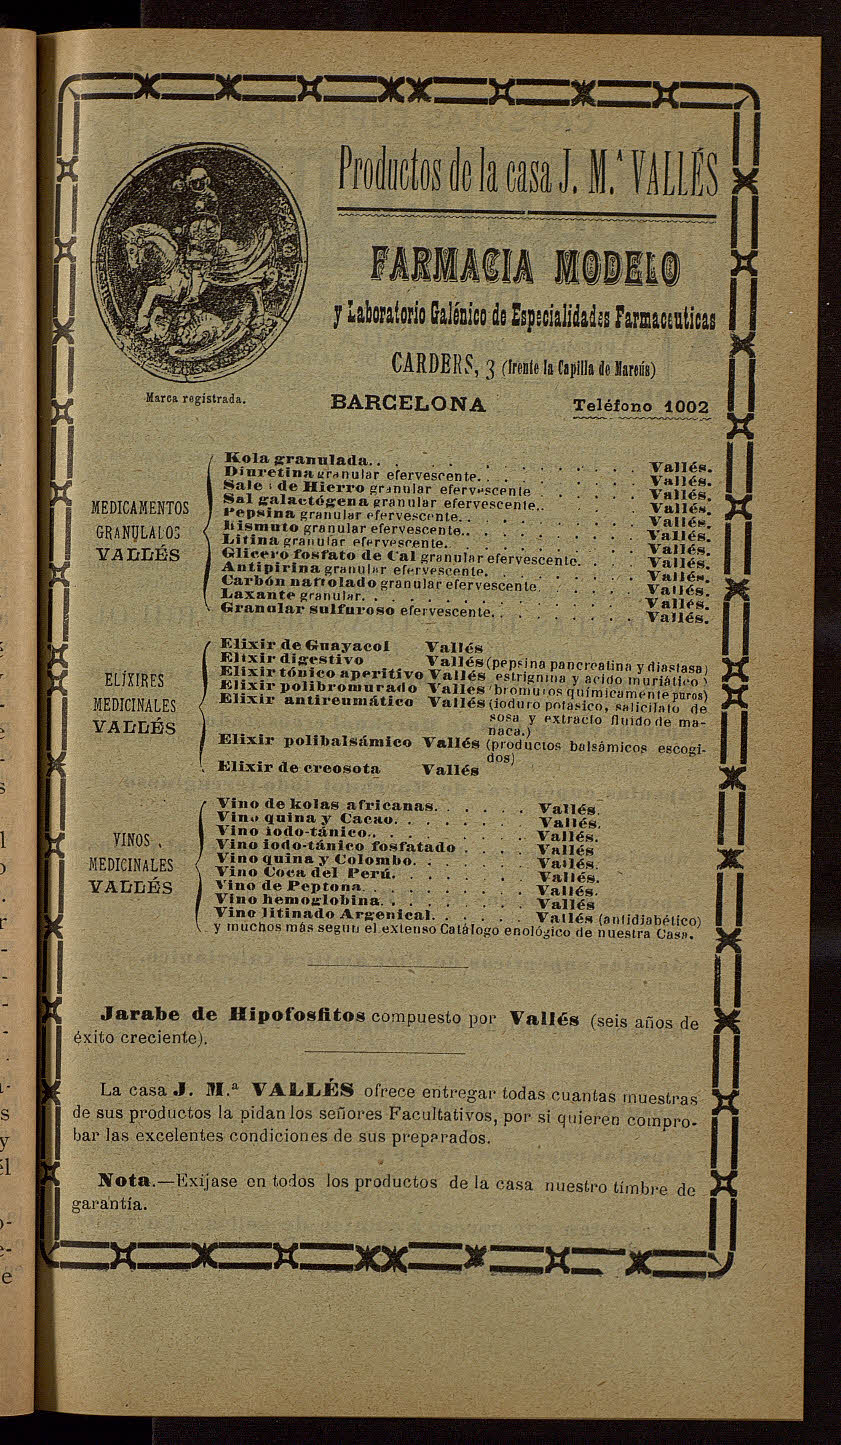 Productos de la casa J. M.ª VALLÉS
FARMACIA MODELO
y Laboratorio Galénico de Especialidades Farmaceuticas
CARDERS, 3 (frente la Capilla de Marcús)
Marca registrada.
BARCELONA Teléfono 1002
MEDICAMENTOS
GRANULADOS
VALLÉS
Kola granulada. . . . . . . . . Vallés.
Diuretina granular efervescente. . . . . . . . Vallés.
Sales de Hierro granular efervescente . . . . . . Vallés.
Sal galactógena granular efervescente. . . . . . . Vallés.
Pepsina granular efervescente. . . . . . . . Vallés.
Bismuto granular efervescente. . . . . . . . Vallés.
Litina granular efervescente. . . . . . . . Vallés.
Glicero fosfato de Cal granular efervescente. . . . . Vallés.
Antipirina granular efervescente. . . . . . . Vallés.
Carbón naftolado granular efervescente. . . . . . Vallés.
Laxante granular. . . . . . . . . . Vallés.
Granular sulfuroso efervescente. . . . . . . . Vallés.
ELÍXIRES
MEDICINALES
VALLÉS
Elixir de Guayacol Vallés
Elixir digestivo Vallés (pepsina pancreatina y diastasa)
Elixir tónico aperitivo Vallés estrignina y acido muriático)
Elixir polibromurado Vallés (bromuros químicamente puros)
Elixir antireumático Vallés (ioduro potásico, salicilato de
sosa y extracto fluido de ma-
naca.)
Elixir polibalsámico Vallés (productos balsámicos escogi-
dos)
Elixir de creosota Vallés
VINOS
MEDICINALES
VALLÉS
Vino de kolas africanas. . . . . . Vallés.
Vino quina y Cacao. . . . . . . . Vallés.
Vino iodo-tánico. . . . . . . . Vallés.
Vino iodo-tánico fosfatado . . . . Vallés
Vino quina y Colombo. . . . . . . Vallés.
Vino Coca del Perú. . . . . . . . Vallés.
Vino de Peptona. . . . . . . . . Vallés.
Vino hemoglobina. . . . . . . . Vallés
Vino litinado Argenical. . . . . . Vallés (antidiabético)
y muchos más segun el extenso Catálogo enológico de nuestra Casa.
Jarabe de Hipofosfitos compuesto por Vallés (seis años de
éxito creciente).
La casa J. M.ª VALLÉS ofrece entregar todas cuantas muestras
de sus productos la pidan los señores Facultativos, por si quieren compro-
bar las excelentes condiciones de sus preparados.
Nota.—Exíjase en todos los productos de la casa nuestro timbre de
garantía.